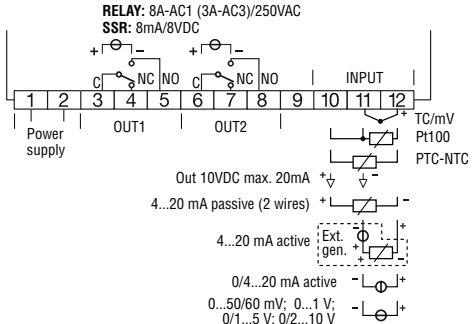 RELAY: 8A-AC1 (3A-AC3)/250VAC
SSR: 8mA/8VDC
+ - + -
C NC NO C NC NO INPUT
1 2 3 4 5 6 7 8 9 10 11 12
Power supply OUT1 OUT2
+ TC/mV
Pt100
PTC-NTC
Out 10VDC max. 20mA + -
4...20 mA passive (2 wires) + -
4...20 mA active Ext. gen. - + + -
0/4...20 mA active - +
0...50/60 mV; 0...1 V;
0/1...5 V; 0/2...10 V - +